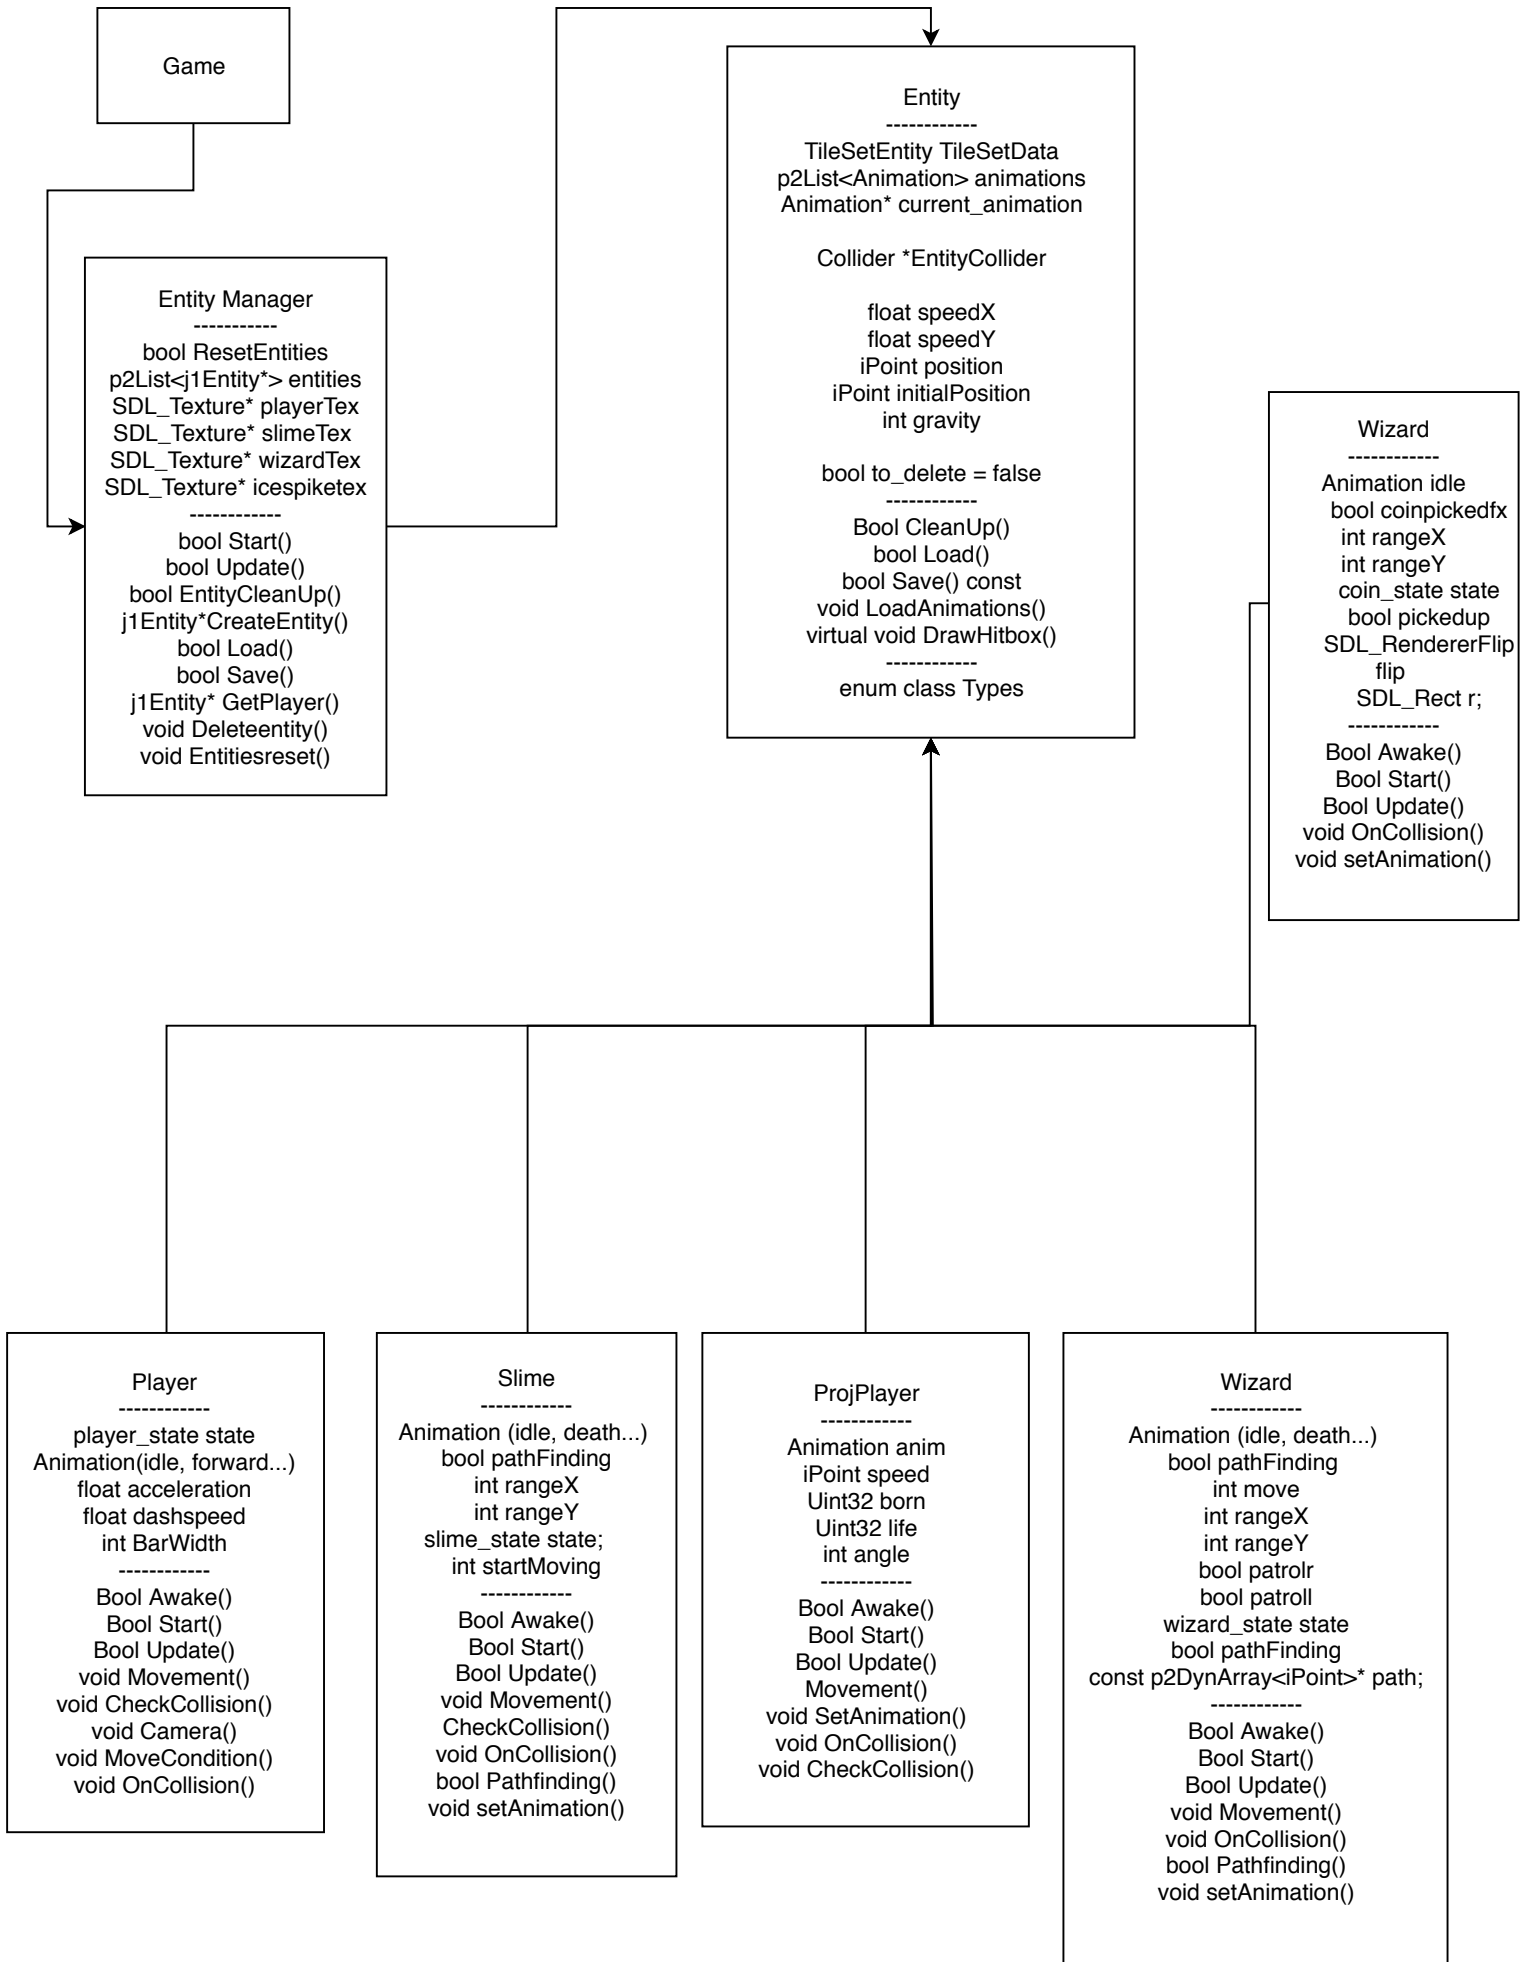 Game
Entity
------------
TileSetEntity TileSetData
p2List<Animation> animations
Animation* current_animation
Collider *EntityCollider
float speedX
float speedY
iPoint position
iPoint initialPosition
int gravity
bool to_delete = false
------------
Bool CleanUp()
bool Load()
bool Save() const
void LoadAnimations()
virtual void DrawHitbox()
------------
enum class Types
Entity Manager
-----------
bool ResetEntities
p2List<j1Entity*> entities
SDL_Texture* playerTex
SDL_Texture* slimeTex
SDL_Texture* wizardTex
SDL_Texture* icespiketex
------------
bool Start()
bool Update()
bool EntityCleanUp()
j1Entity*CreateEntity()
bool Load()
bool Save()
j1Entity* GetPlayer()
void Deleteentity()
void Entitiesreset()
Wizard
------------
Animation idle
bool coinpickedfx
int rangeX
int rangeY
coin_state state
bool pickedup
SDL_RendererFlip
flip
SDL_Rect r;
------------
Bool Awake()
Bool Start()
Bool Update()
void OnCollision()
void setAnimation()
Player
------------
player_state state
Animation(idle, forward...)
float acceleration
float dashspeed
int BarWidth
------------
Bool Awake()
Bool Start()
Bool Update()
void Movement()
void CheckCollision()
void Camera()
void MoveCondition()
void OnCollision()
Slime
------------
Animation (idle, death...)
bool pathFinding
int rangeX
int rangeY
slime_state state;
int startMoving
------------
Bool Awake()
Bool Start()
Bool Update()
void Movement()
CheckCollision()
void OnCollision()
bool Pathfinding()
void setAnimation()
ProjPlayer
------------
Animation anim
iPoint speed
Uint32 born
Uint32 life
int angle
------------
Bool Awake()
Bool Start()
Bool Update()
Movement()
void SetAnimation()
void OnCollision()
void CheckCollision()
Wizard
------------
Animation (idle, death...)
bool pathFinding
int move
int rangeX
int rangeY
bool patrolr
bool patroll
wizard_state state
bool pathFinding
const p2DynArray<iPoint>* path;
------------
Bool Awake()
Bool Start()
Bool Update()
void Movement()
void OnCollision()
bool Pathfinding()
void setAnimation()